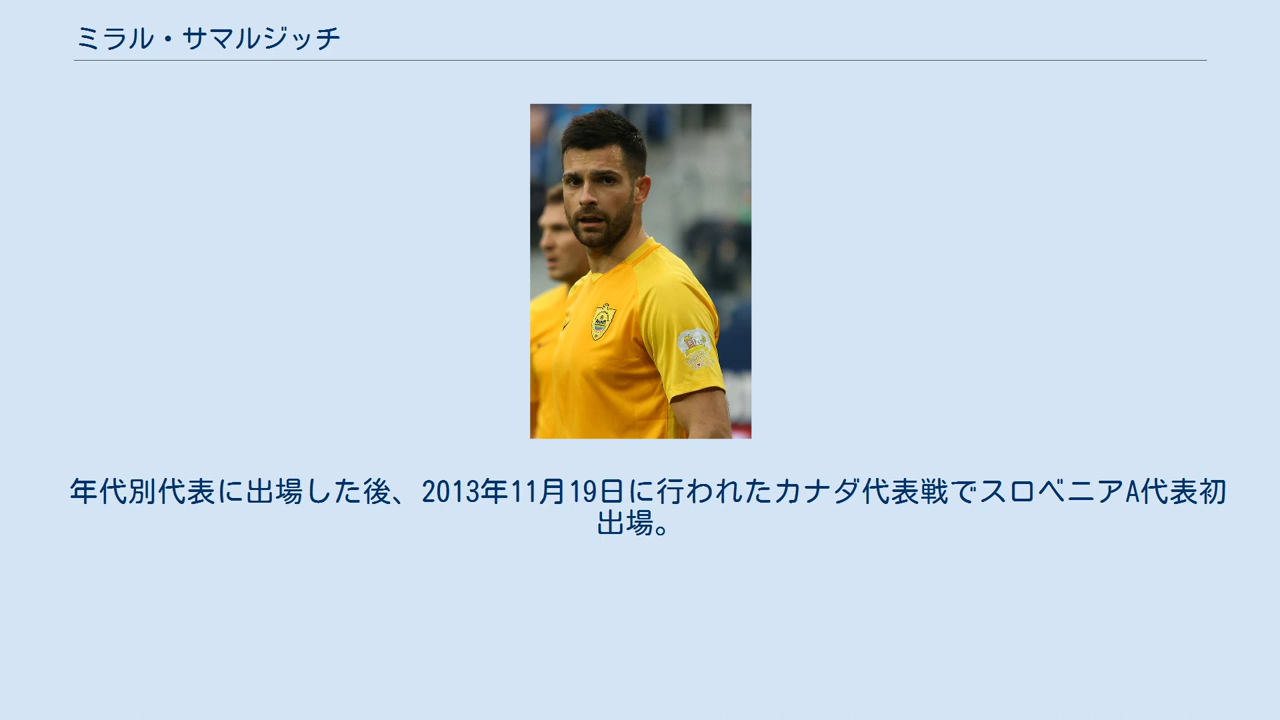 ミラル・サマルジッチ
年代別代表に出場した後、2013年11月19日に行われたカナダ代表戦でスロベニアA代表初
出場。